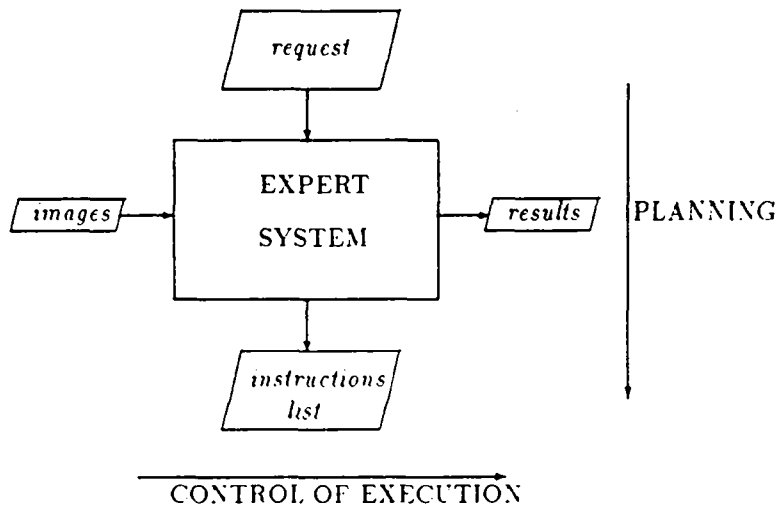 request
EXPERT
SYSTEM
images
results
PLANNING
instructions
list
CONTROL OF EXECUTION